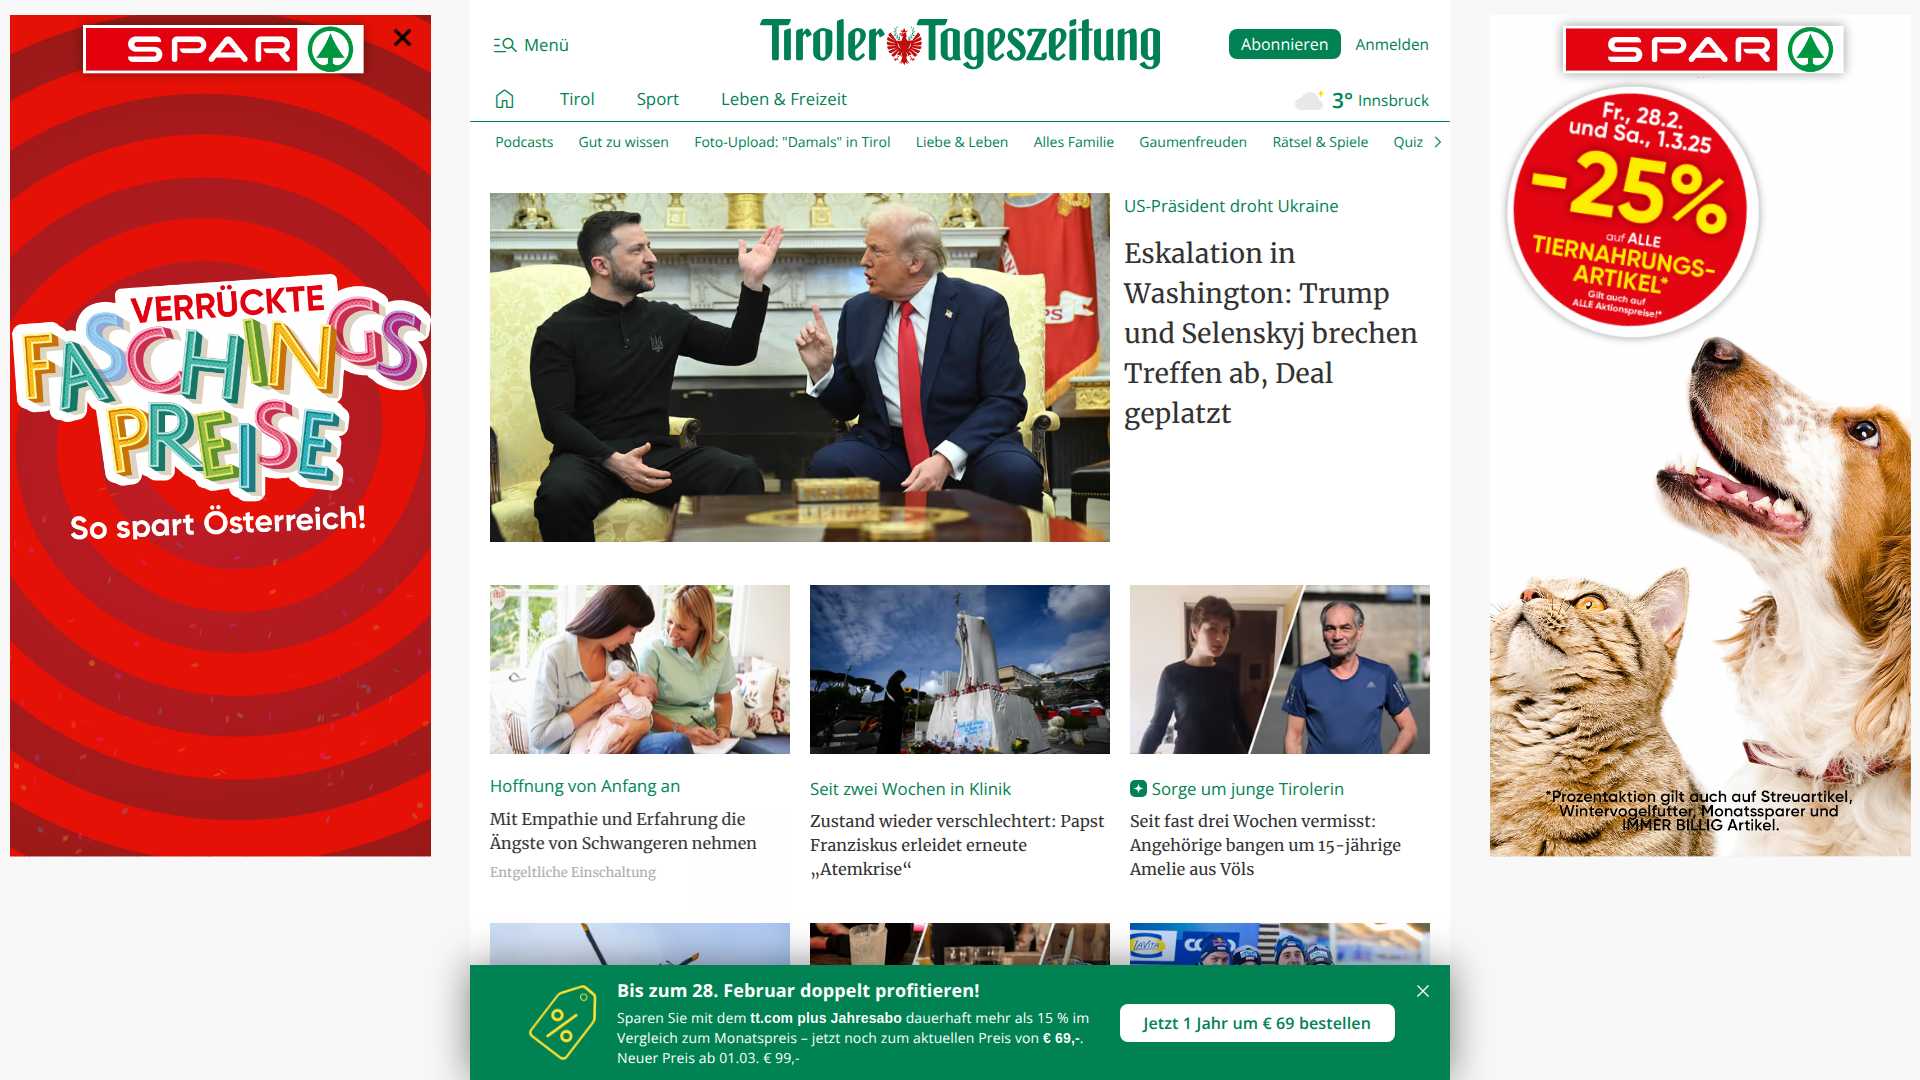 SPAR
VERRÜCKTE
FASCHINGS
PREISE
So spart Österreich!
Menü
Tiroler Tageszeitung
Abonnieren
Anmelden
Tirol
Sport
Leben & Freizeit
3° Innsbruck
Podcasts
Gut zu wissen
Foto-Upload: "Damals" in Tirol
Liebe & Leben
Alles Familie
Gaumenfreuden
Rätsel & Spiele
Quiz
US-Präsident droht Ukraine
Eskalation in
Washington: Trump
und Selenskyj brechen
Treffen ab, Deal
geplatzt
Hoffnung von Anfang an
Mit Empathie und Erfahrung die
Ängste von Schwangeren nehmen
Entgeltliche Einschaltung
Seit zwei Wochen in Klinik
Zustand wieder verschlechtert: Papst
Franziskus erleidet erneute
„Atemkrise“
Sorge um junge Tirolerin
Seit fast drei Wochen vermisst:
Angehörige bangen um 15-jährige
Amelie aus Völs
LAVITA
Bis zum 28. Februar doppelt profitieren!
Sparen Sie mit dem tt.com plus Jahresabo dauerhaft mehr als 15 % im
Vergleich zum Monatspreis – jetzt noch zum aktuellen Preis von € 69,-.
Neuer Preis ab 01.03. € 99,-
Jetzt 1 Jahr um € 69 bestellen
SPAR
Fr., 28.2.
und Sa., 1.3.25
-25%
auf ALLE
TIERNAHRUNGS-
ARTIKEL*
Gilt auch auf
ALLE Aktionspreise!*
*Prozentaktion gilt auch auf Streuartikel,
Wintervogelfutter, Monatssparer und
IMMER BILLIG Artikel.